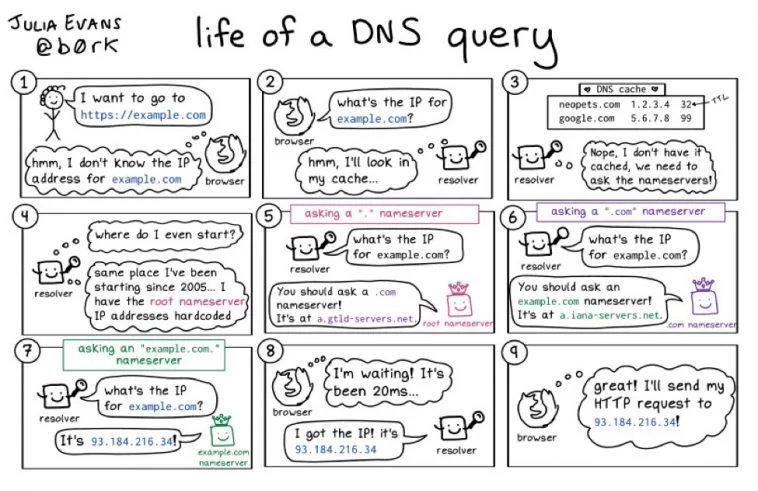 JULIA EVANS
@b0rk
life of a DNS query
1
I want to go to
https://example.com
hmm, I don't know the IP
address for example.com
browser
2
what's the IP for
example.com?
browser
hmm, I'll look in
my cache...
resolver
3
♥ DNS cache ♥
neopets.com 1.2.3.4 32
TTL
google.com 5.6.7.8 99
Nope, I don't have it
cached, we need to
ask the nameservers!
resolver
4
where do I even start?
resolver
same place I've been
starting since 2005... I
have the root nameserver
IP addresses hardcoded
5
asking a "." nameserver
what's the IP
for example.com?
resolver
You should ask a .com
nameserver!
It's at a.gtld-servers.net.
root nameserver
6
asking a ".com" nameserver
what's the IP
for example.com?
resolver
You should ask an
example.com nameserver!
It's at a.iana-servers.net.
.com nameserver
7
asking an "example.com."
nameserver
what's the IP
for example.com?
resolver
It's 93.184.216.34!
example.com
nameserver
8
I'm waiting! It's
been 20ms...
browser
I got the IP! it's
93.184.216.34
resolver
9
great! I'll send my
HTTP request to
93.184.216.34!
browser